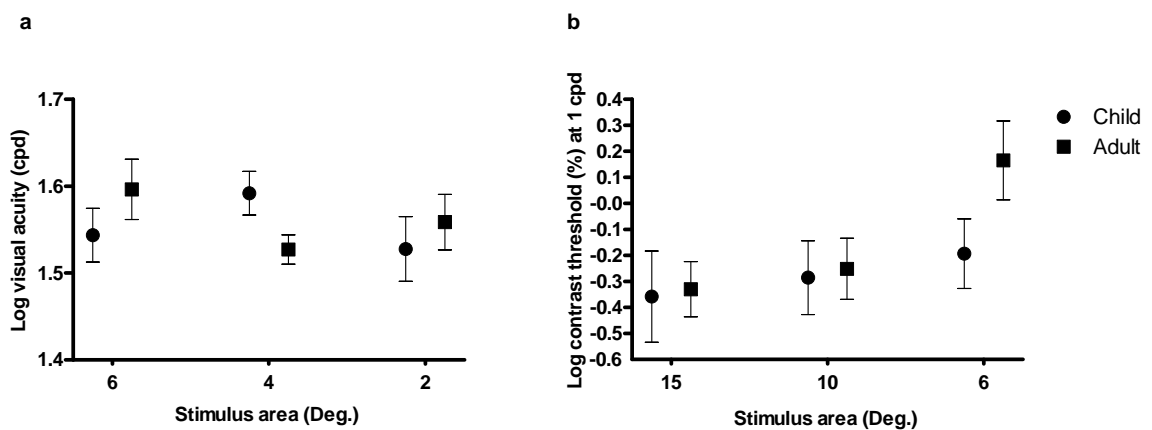 a
Log visual acuity (cpd)
1.7
1.6
1.5
1.4
6 4 2
Stimulus area (Deg.)
b
Log contrast threshold (%) at 1 cpd
0.4
0.3
0.2
0.1
-0.0
-0.1
-0.2
-0.3
-0.4
-0.5
-0.6
15 10 6
Stimulus area (Deg.)
Child
Adult